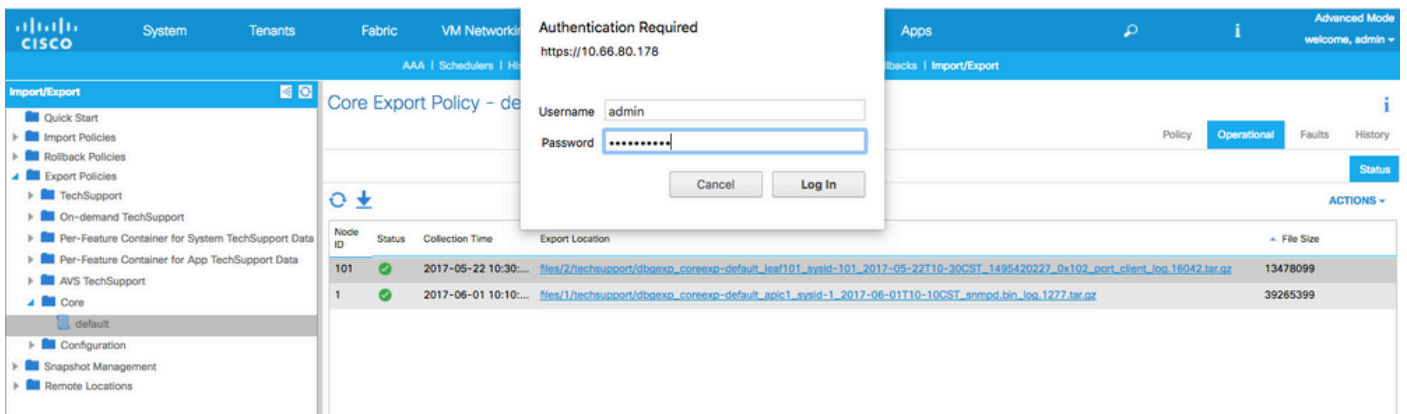 CISCO
System Tenants Fabric VM Networkin Apps
Advanced Mode
welcome, admin
AAA | Schedulers | His lbacks | Import/Export
Authentication Required
https://10.66.80.178
Username admin
Password ••••••••••
Cancel Log In
Import/Export
Quick Start
Import Policies
Rollback Policies
Export Policies
TechSupport
On-demand TechSupport
Per-Feature Container for System TechSupport Data
Per-Feature Container for App TechSupport Data
AVS TechSupport
Core
default
Configuration
Snapshot Management
Remote Locations
Core Export Policy - de
i
Policy Operational Faults History
Status
ACTIONS
Node ID Status Collection Time Export Location File Size
101 2017-05-22 10:30:... files/2/techsupport/dbgexp_coreexp-default_leaf101_sysid-101_2017-05-22T10-30CST_1495420227_0x102_port_client_log.16042.tar.gz 13478099
1 2017-06-01 10:10:... files/1/techsupport/dbgexp_coreexp-default_apic1_sysid-1_2017-06-01T10-10CST_snmpd.bin_log.1277.tar.gz 39265399